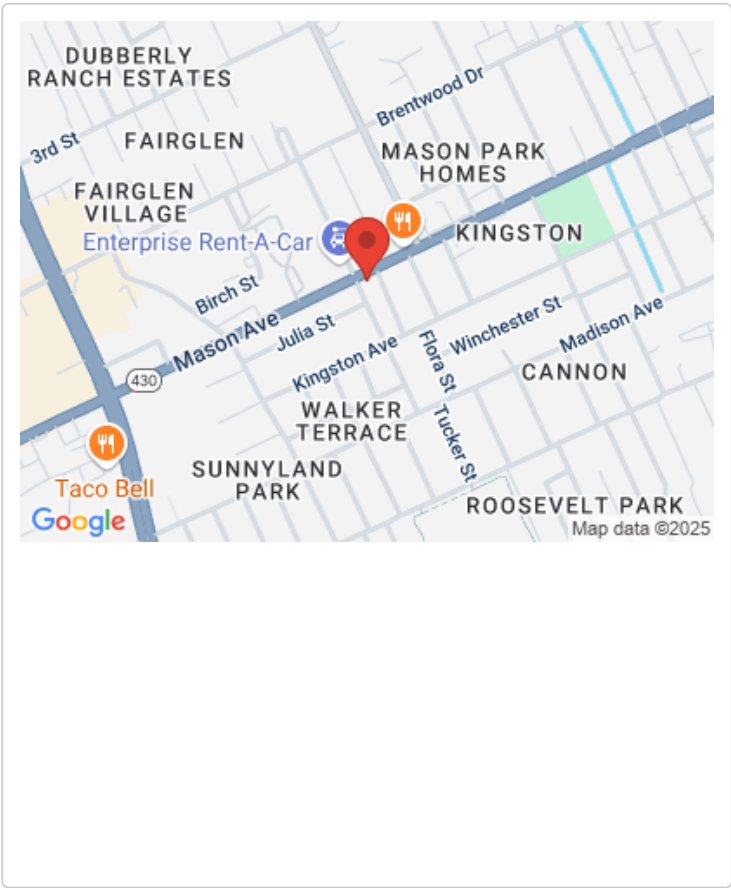 DUBBERLY
RANCH ESTATES
Brentwood Dr
3rd St
FAIRGLEN
MASON PARK
HOMES
FAIRGLEN
VILLAGE
Enterprise Rent-A-Car
KINGSTON
Birch St
Mason Ave
Julia St
Kingston Ave
Flora St
Winchester St
Madison Ave
430
CANNON
WALKER
TERRACE
Tucker St
SUNNYLAND
PARK
Taco Bell
ROOSEVELT PARK
Google
Map data ©2025